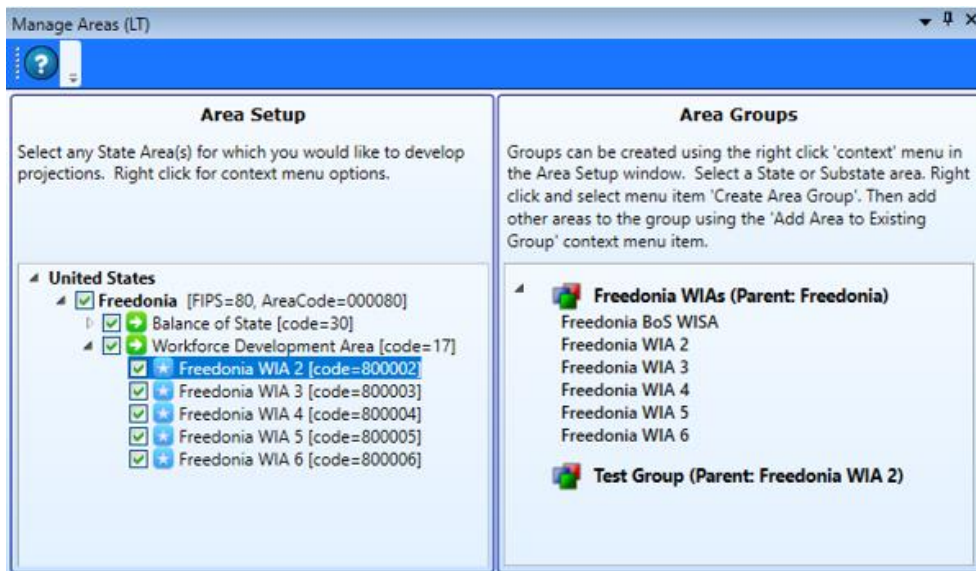 Manage Areas (LT)
?
Area Setup
Select any State Area(s) for which you would like to develop
projections. Right click for context menu options.
United States
Freedonia [FIPS=80, AreaCode=000080]
Balance of State [code=30]
Workforce Development Area [code=17]
Freedonia WIA 2 [code=800002]
Freedonia WIA 3 [code=800003]
Freedonia WIA 4 [code=800004]
Freedonia WIA 5 [code=800005]
Freedonia WIA 6 [code=800006]
Area Groups
Groups can be created using the right click 'context' menu in
the Area Setup window. Select a State or Substate area. Right
click and select menu item 'Create Area Group'. Then add
other areas to the group using the 'Add Area to Existing
Group' context menu item.
Freedonia WIAs (Parent: Freedonia)
Freedonia BoS WISA
Freedonia WIA 2
Freedonia WIA 3
Freedonia WIA 4
Freedonia WIA 5
Freedonia WIA 6
Test Group (Parent: Freedonia WIA 2)